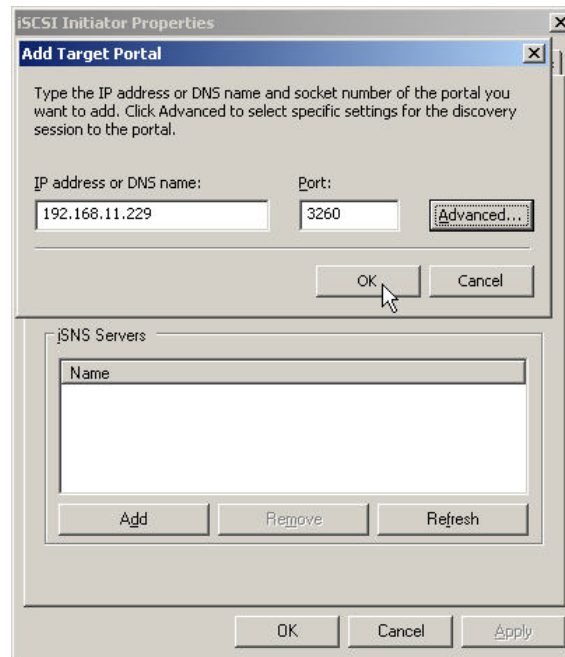 iSCSI Initiator Properties
Add Target Portal
Type the IP address or DNS name and socket number of the portal you
want to add. Click Advanced to select specific settings for the discovery
session to the portal.
IP address or DNS name: Port:
192.168.11.229 3260 Advanced...
OK Cancel
iSNS Servers
Name
Add Remove Refresh
OK Cancel Apply